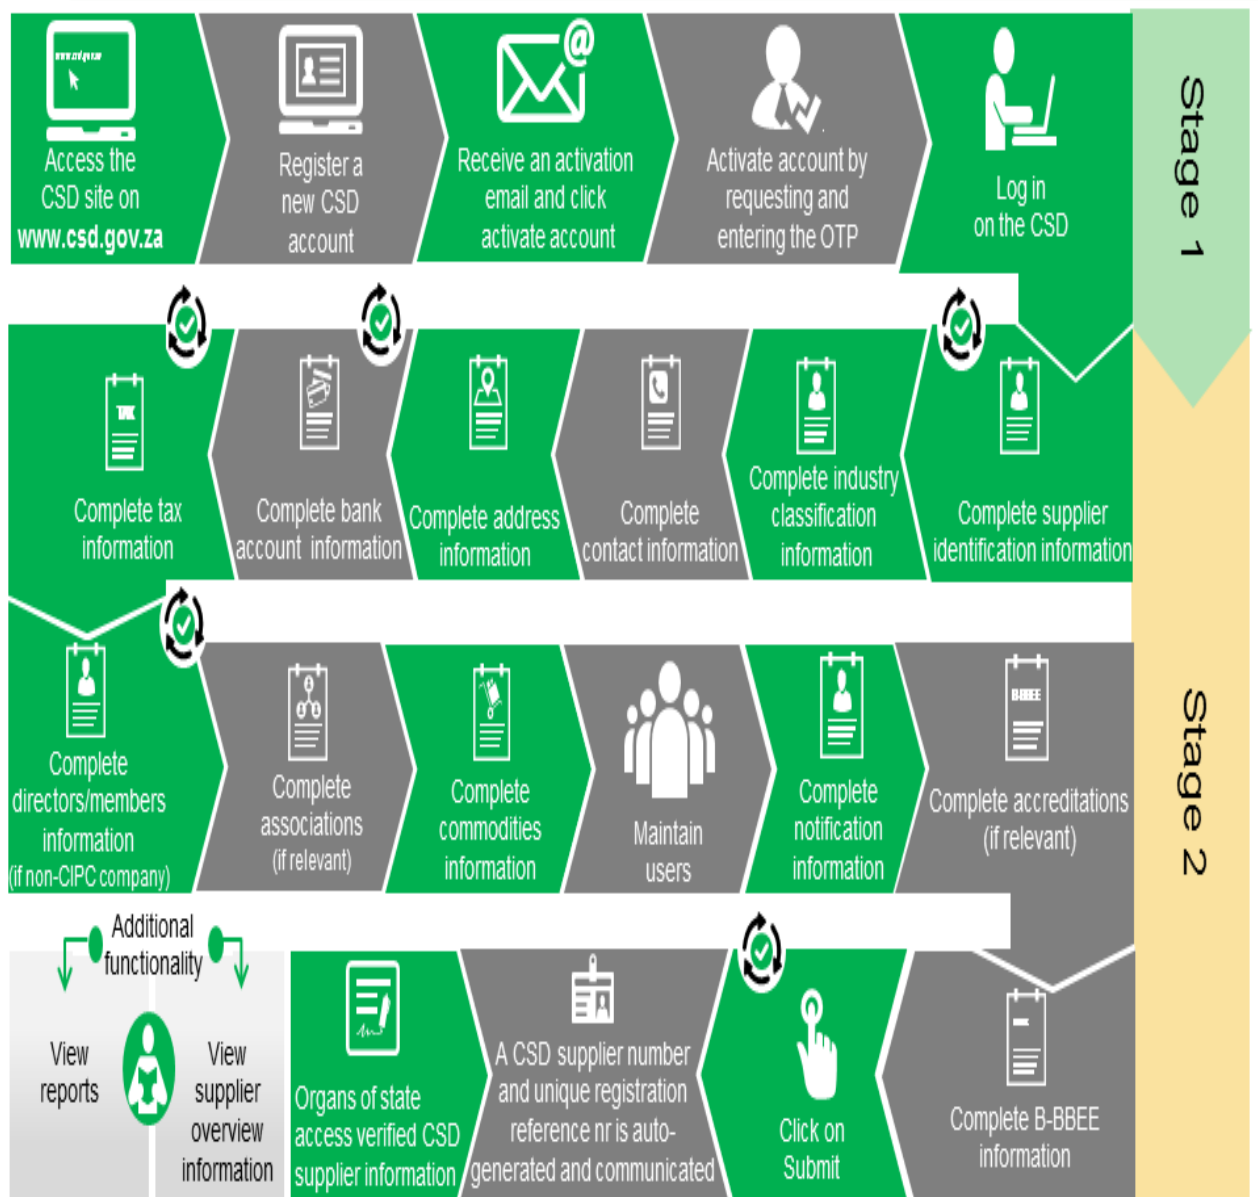 www.csd.gov.za
Access the
CSD site on
www.csd.gov.za
Register a
new CSD
account
@
Receive an activation
email and click
activate account
Activate account by
requesting and
entering the OTP
Log in
on the CSD
Stage 1
TAX
Complete tax
information
Complete bank
account information
Complete address
information
Complete
contact information
Complete industry
classification
information
Complete supplier
identification information
Complete
directors/members
information
(if non-CIPC company)
Complete
associations
(if relevant)
Complete
commodities
information
Maintain
users
Complete
notification
information
B-BBEE
Complete accreditations
(if relevant)
Stage 2
Additional
functionality
View
reports
View
supplier
overview
information
Organs of state
access verified CSD
supplier information
A CSD supplier number
and unique registration
reference nr is auto-
generated and communicated
Click on
Submit
Complete B-BBEE
information